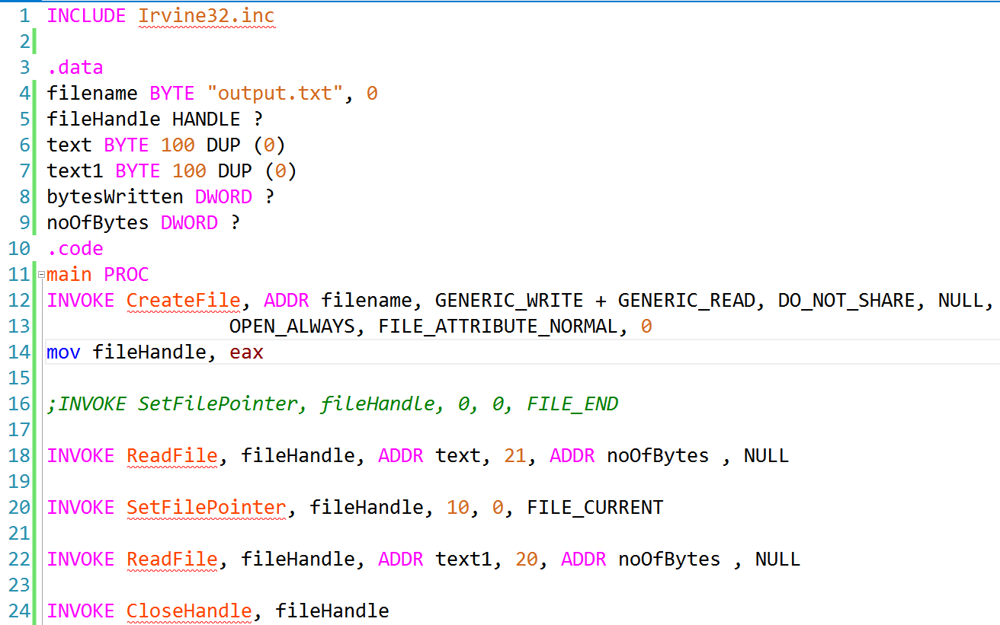 1 INCLUDE Irvine32.inc
2
3 .data
4 filename BYTE "output.txt", 0
5 fileHandle HANDLE ?
6 text BYTE 100 DUP (0)
7 text1 BYTE 100 DUP (0)
8 bytesWritten DWORD ?
9 noOfBytes DWORD ?
10 .code
11 main PROC
12 INVOKE CreateFile, ADDR filename, GENERIC_WRITE + GENERIC_READ, DO_NOT_SHARE, NULL,
13 OPEN_ALWAYS, FILE_ATTRIBUTE_NORMAL, 0
14 mov fileHandle, eax
15
16 ;INVOKE SetFilePointer, fileHandle, 0, 0, FILE_END
17
18 INVOKE ReadFile, fileHandle, ADDR text, 21, ADDR noOfBytes , NULL
19
20 INVOKE SetFilePointer, fileHandle, 10, 0, FILE_CURRENT
21
22 INVOKE ReadFile, fileHandle, ADDR text1, 20, ADDR noOfBytes , NULL
23
24 INVOKE CloseHandle, fileHandle